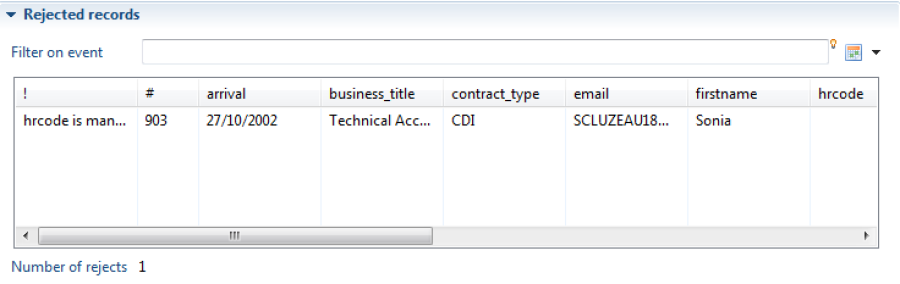 Rejected records
Filter on event
! # arrival business_title contract_type email firstname hrcode
hrcode is man... 903 27/10/2002 Technical Acc... CDI SCLUZEAU18... Sonia
Number of rejects 1